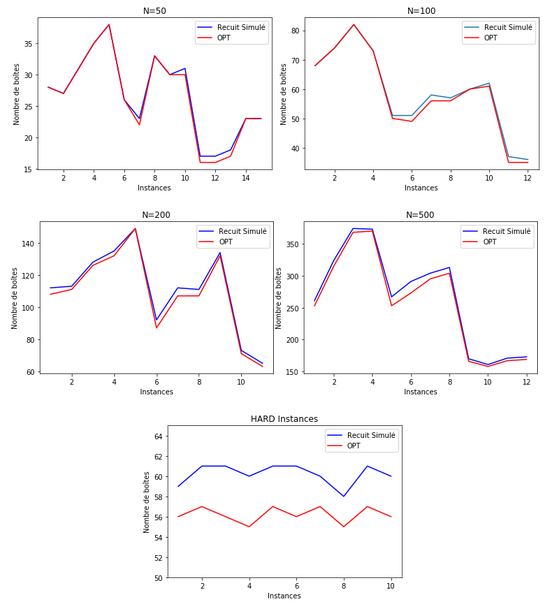 N=50
Recuit Simulé
OPT
Nombre de boîtes
35
30
25
20
15
2 4 6 8 10 12 14
Instances
N=100
Recuit Simulé
OPT
Nombre de boîtes
80
70
60
50
40
2 4 6 8 10 12
Instances
N=200
Recuit Simulé
OPT
Nombre de boîtes
140
120
100
80
60
2 4 6 8 10
Instances
N=500
Recuit Simulé
OPT
Nombre de boîtes
350
300
250
200
150
2 4 6 8 10 12
Instances
HARD Instances
Recuit Simulé
OPT
Nombre de boîtes
64
62
60
58
56
54
52
50
2 4 6 8 10
Instances